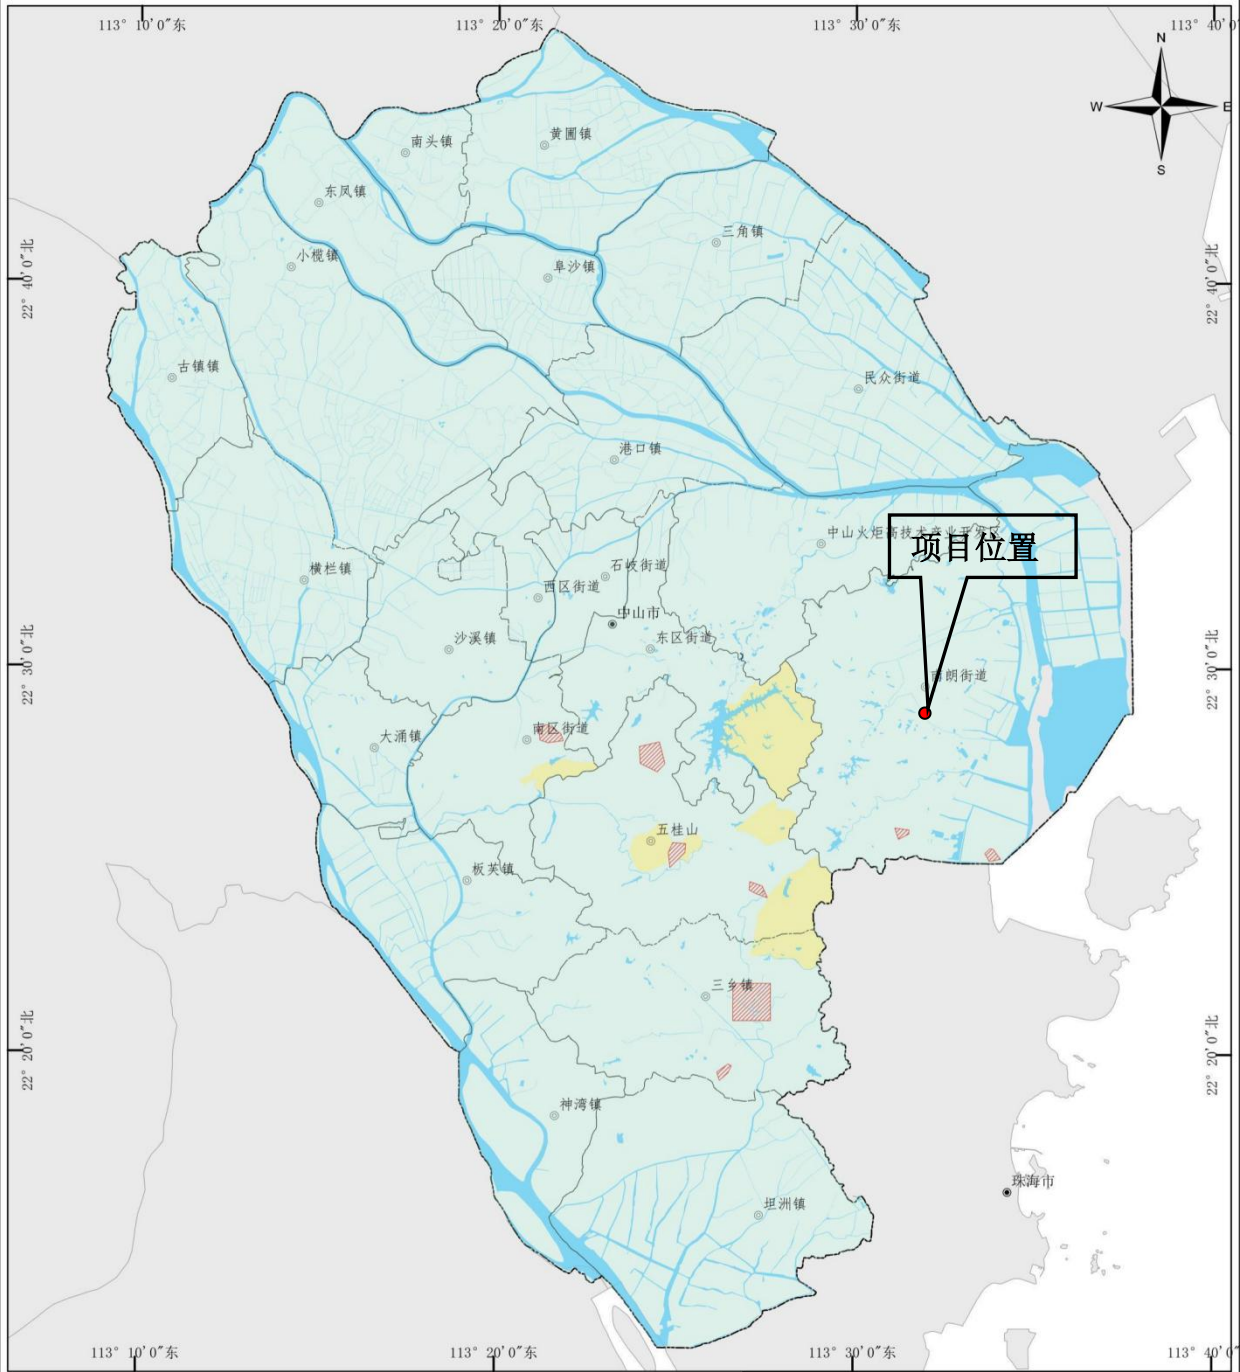 113° 10′0″东
113° 20′0″东
113° 30′0″东
113° 40′0″
N
W
E
S
南头镇
黄圃镇
东凤镇
三角镇
小榄镇
阜沙镇
22° 40′0″北
22° 40′0″北
古镇镇
民众街道
港口镇
中山火炬高技术产业开发区
项目位置
横栏镇
西区街道
石岐街道
中山市
沙溪镇
东区街道
22° 30′0″北
22° 30′0″北
南朗街道
大涌镇
南区街道
五桂山
板芙镇
三乡镇
22° 20′0″北
22° 20′0″北
神湾镇
珠海市
坦洲镇
113° 10′0″东
113° 20′0″东
113° 30′0″东
113° 40′0″